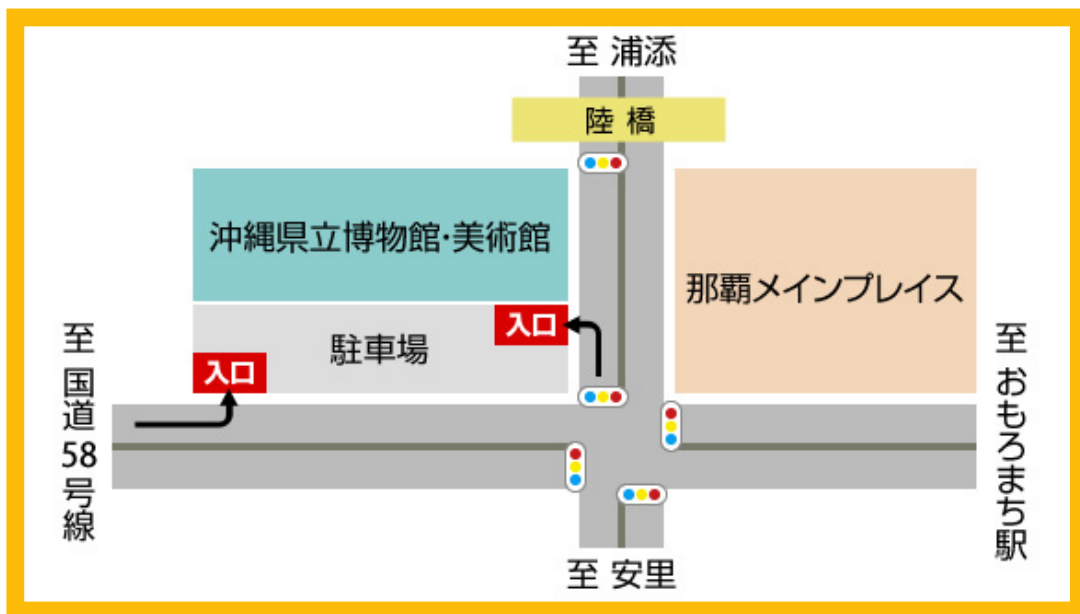 至 浦添
陸橋
沖縄県立博物館・美術館
那覇メインプレイス
入口
駐車場
入口
至 国道58号線
至 おもろまち駅
至 安里